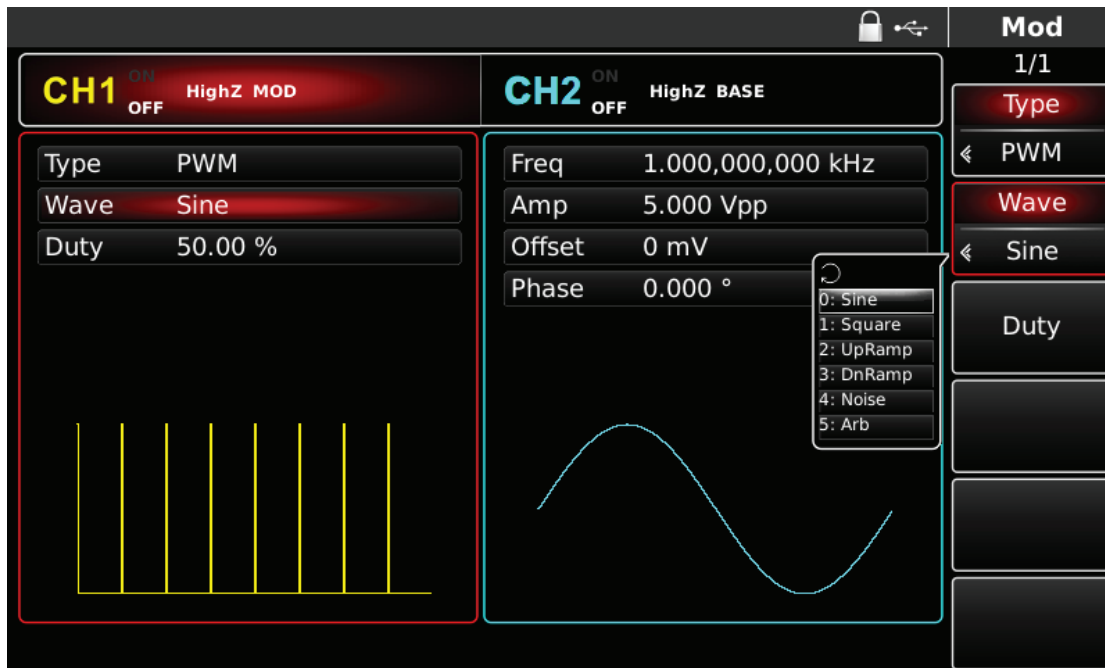 Mod
1/1
CH1 ON OFF HighZ MOD
CH2 ON OFF HighZ BASE
Type PWM
Wave Sine
Duty 50.00 %
Freq 1.000,000,000 kHz
Amp 5.000 Vpp
Offset 0 mV
Phase 0.000 °
0: Sine
1: Square
2: UpRamp
3: DnRamp
4: Noise
5: Arb
Type
PWM
Wave
Sine
Duty